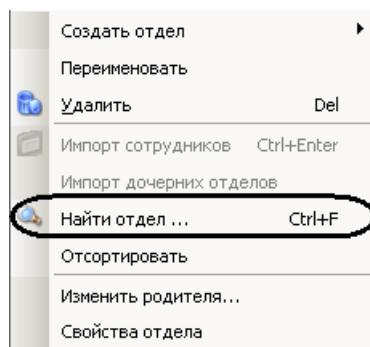 Создать отдел
Переименовать
Удалить Del
Импорт сотрудников Ctrl+Enter
Импорт дочерних отделов
Найти отдел ... Ctrl+F
Отсортировать
Изменить родителя...
Свойства отдела